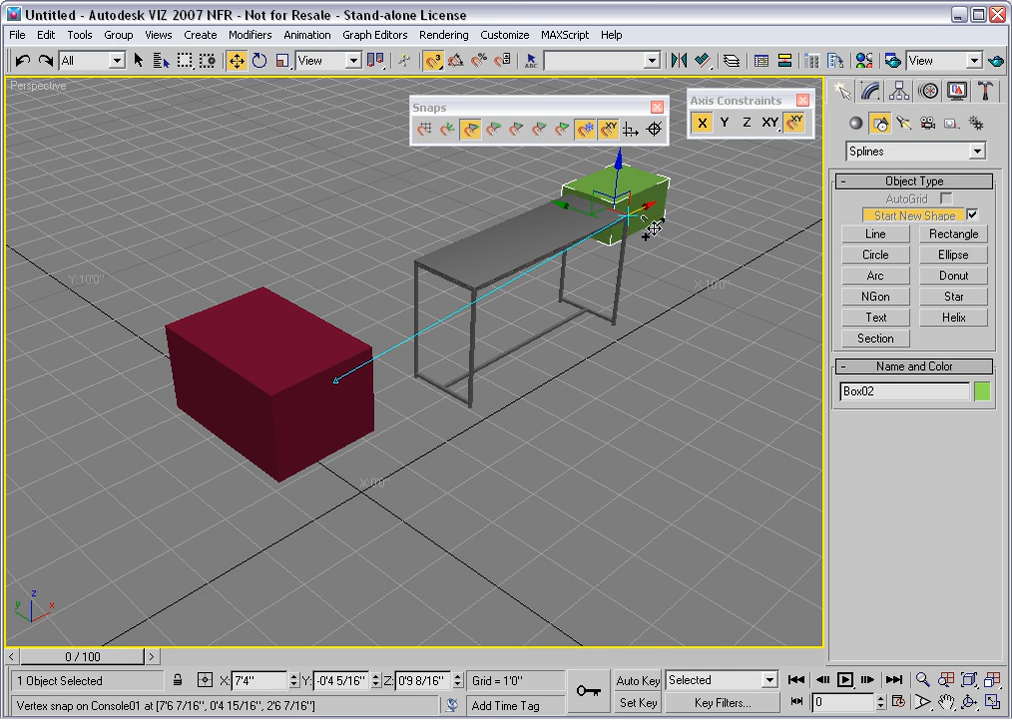 Untitled - Autodesk VIZ 2007 NFR - Not for Resale - Stand-alone License
File Edit Tools Group Views Create Modifiers Animation Graph Editors Rendering Customize MAXScript Help
All View View
Perspective
Snaps
Axis Constraints
X Y Z XY XY
XY
Splines
- Object Type
AutoGrid
Start New Shape
Line Rectangle
Circle Ellipse
Arc Donut
NGon Star
Text Helix
Section
- Name and Color
Box02
z
y x
< 0 / 100 >
1 Object Selected X: 7'4" Y: -0'4 5/16" Z: 0'9 8/16" Grid = 1'0" Auto Key Selected
Vertex snap on Console01 at [7'6 7/16", 0'4 15/16", 2'6 7/16"] Add Time Tag Set Key Key Filters... 0